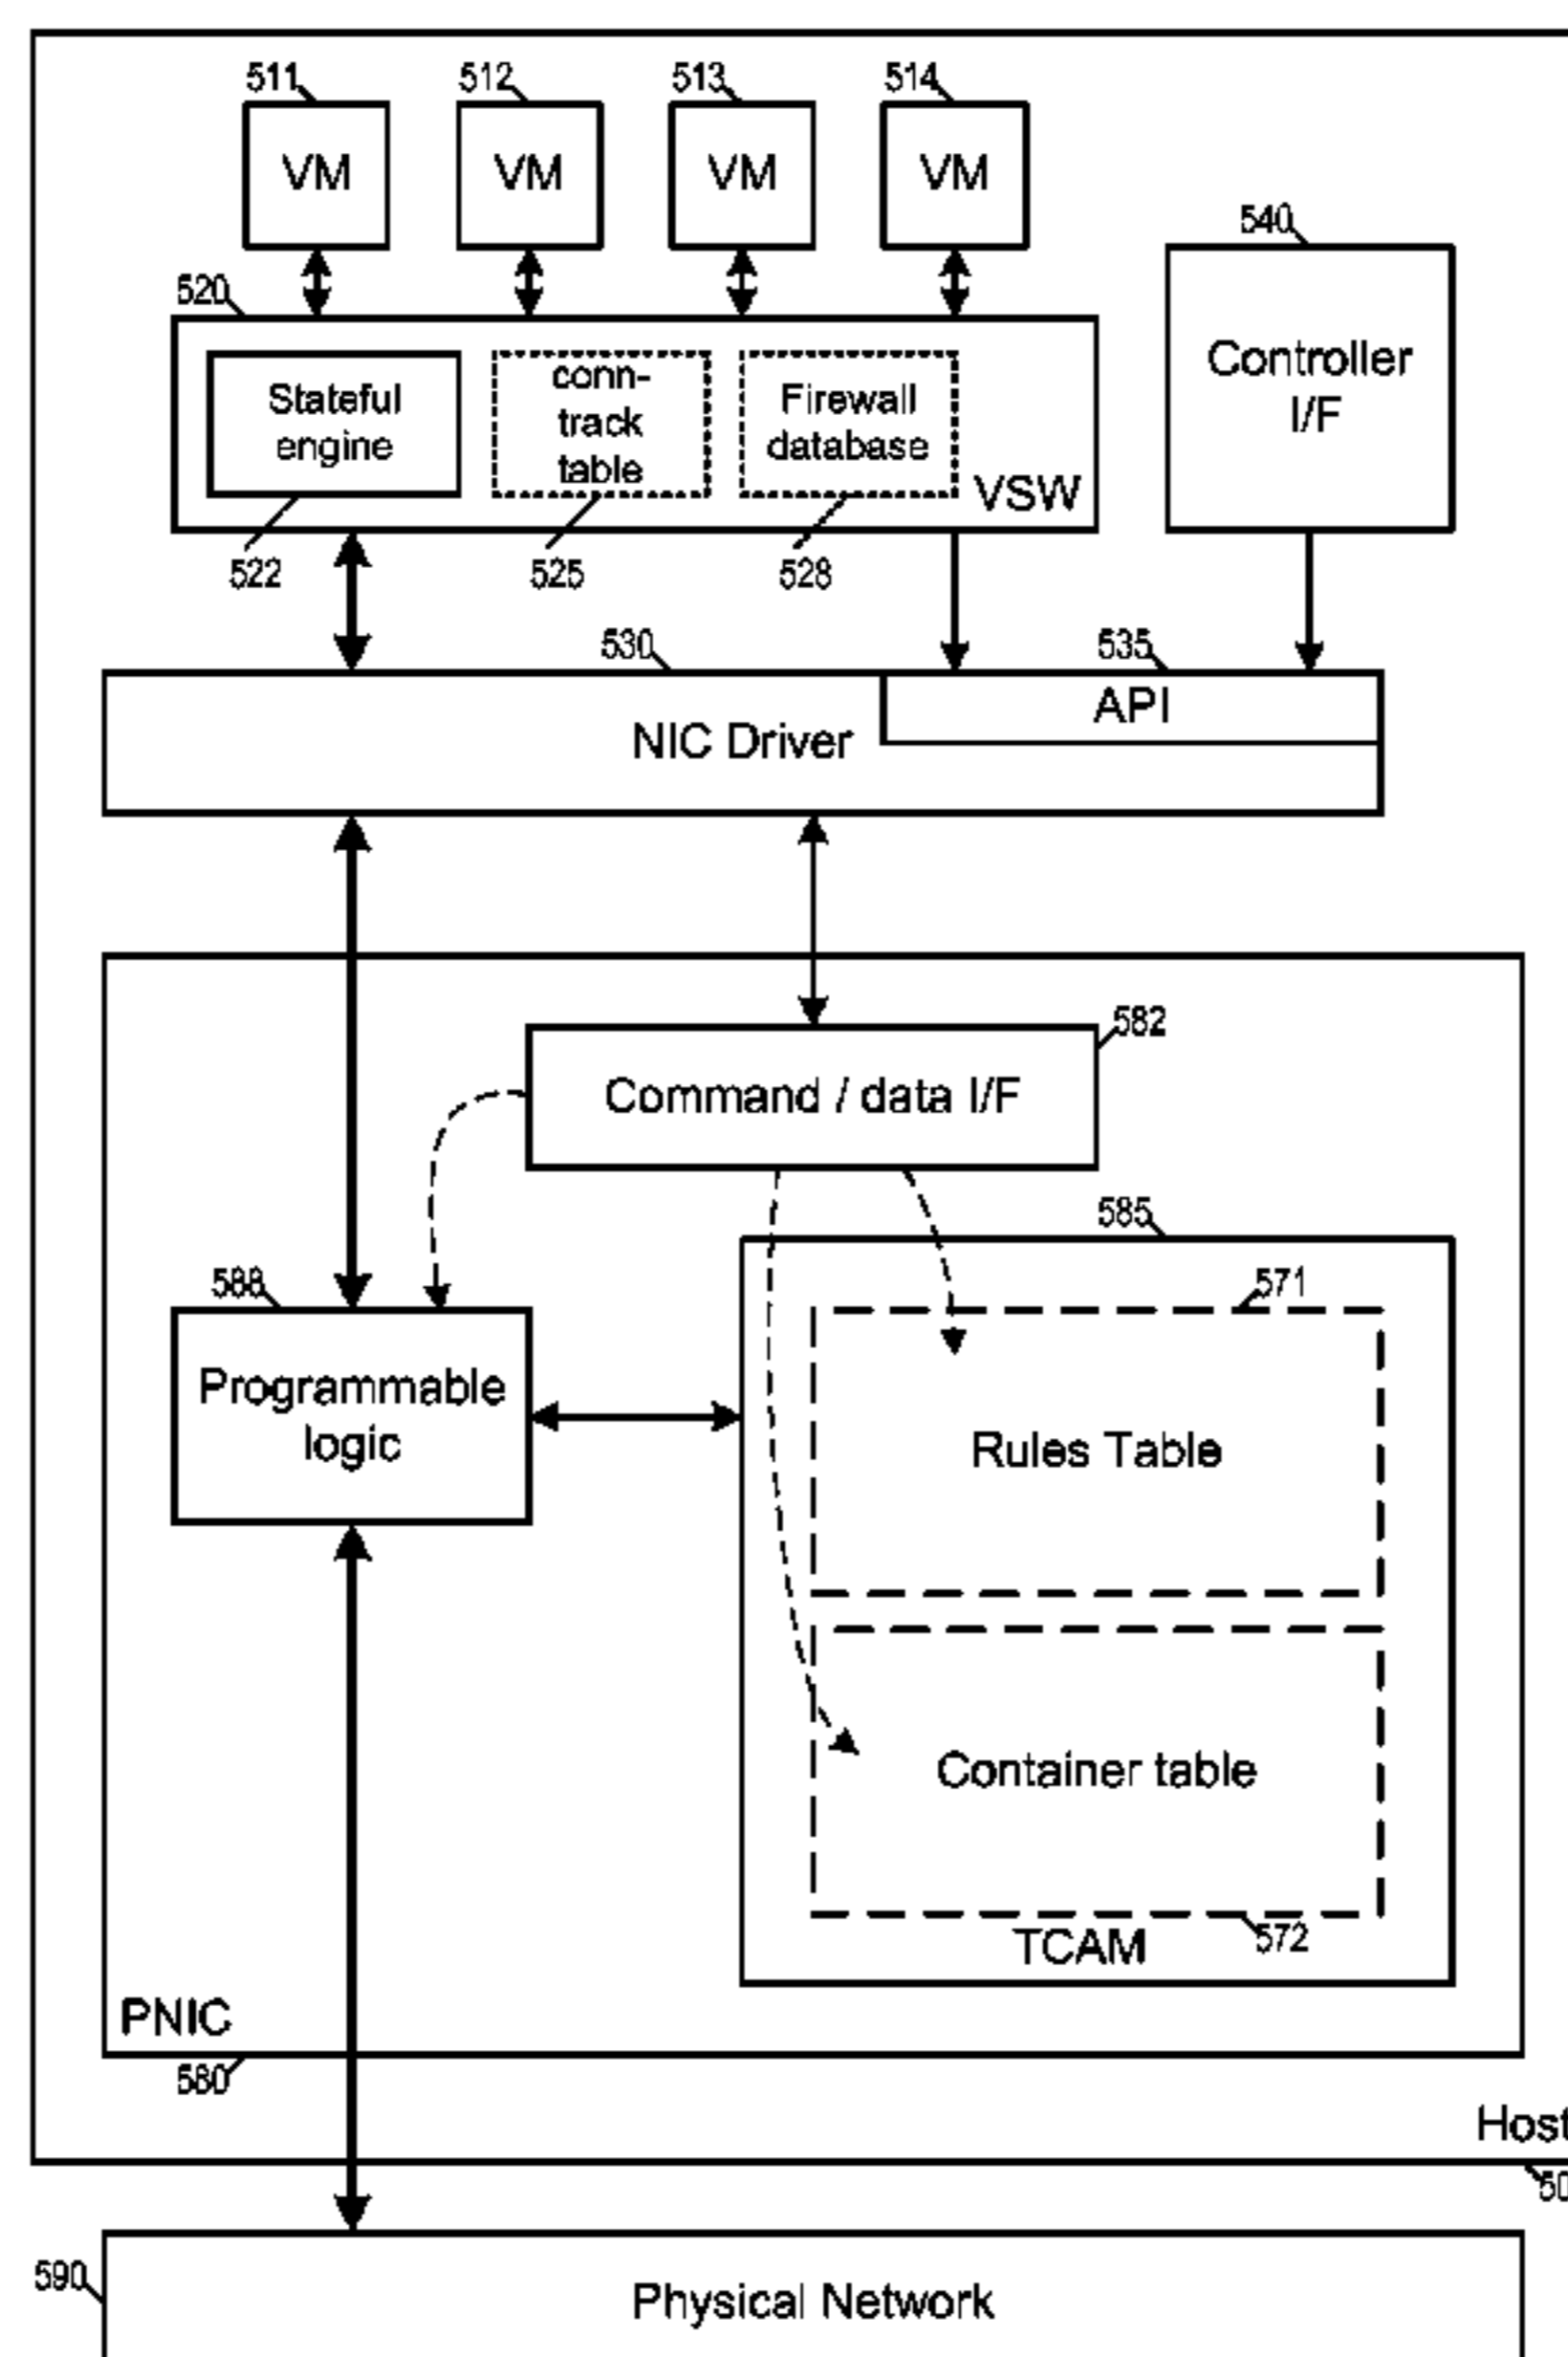 511
512
513
514
VM
VM
VM
VM
540
520
Controller
I/F
Stateful
engine
conn-
track
table
Firewall
database
VSW
522
525
528
530
535
API
NIC Driver
582
Command / data I/F
585
588
571
Programmable
logic
Rules Table
Container table
572
TCAM
PNIC
580
Host
50
590
Physical Network